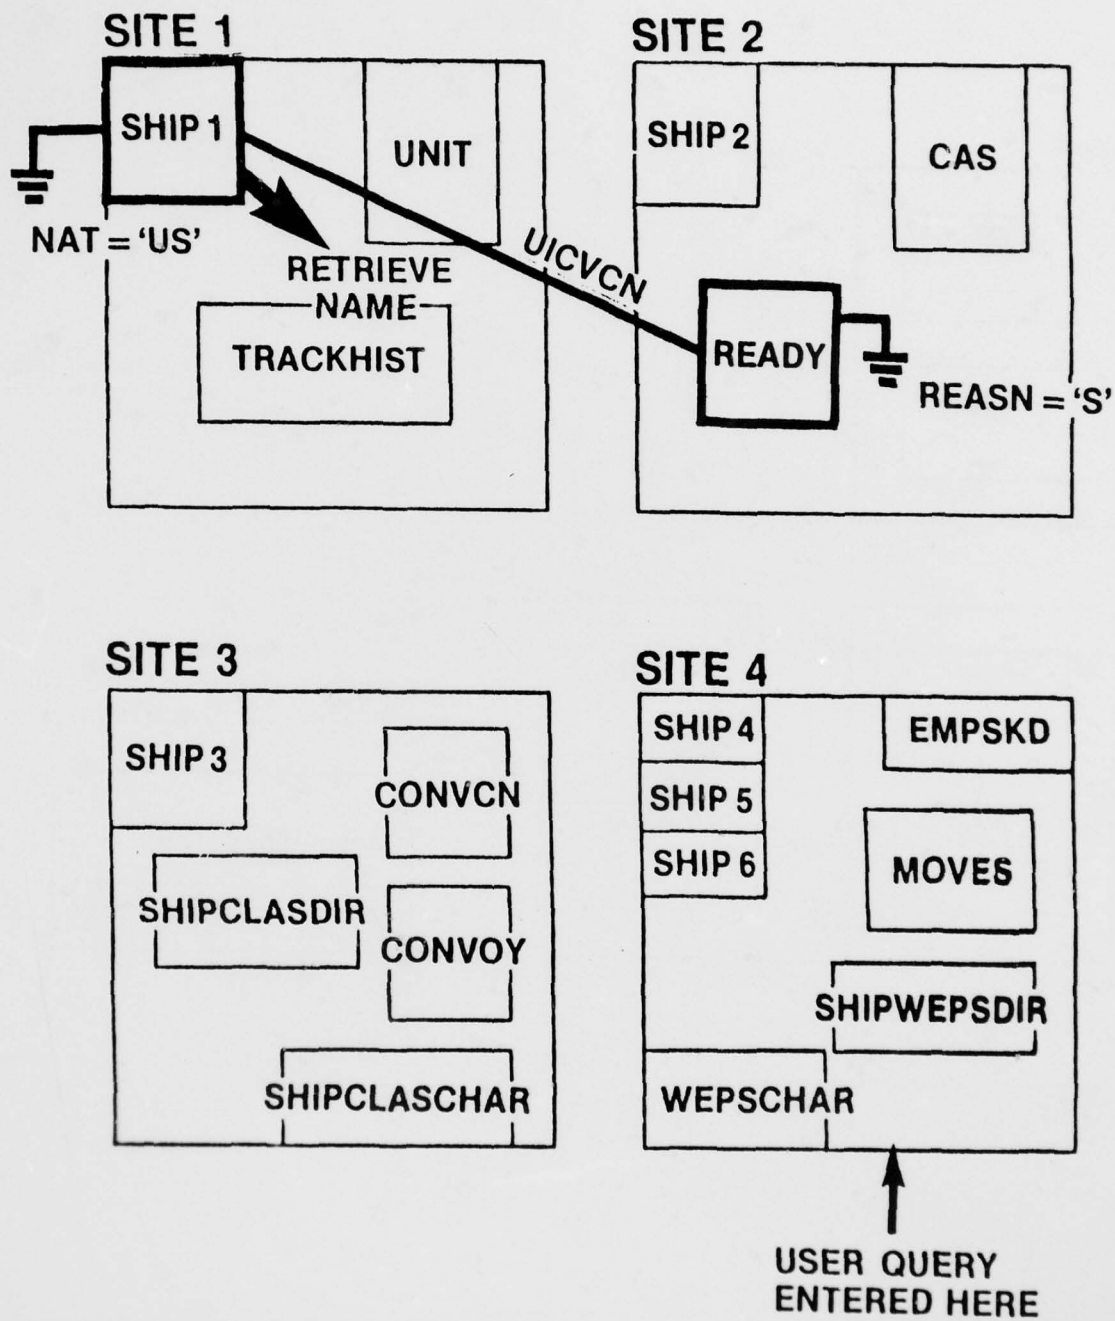 SITE 1
SHIP 1
UNIT
NAT = 'US'
RETRIEVE
NAME
TRACKHIST
UICVCN
SITE 2
SHIP 2
CAS
READY
REASN = 'S'
SITE 3
SHIP 3
CONVCN
SHIPCLASDIR
CONVOY
SHIPCLASCHAR
SITE 4
SHIP 4
EMPSKD
SHIP 5
SHIP 6
MOVES
SHIPWEPSDIR
WEPSCHAR
USER QUERY
ENTERED HERE